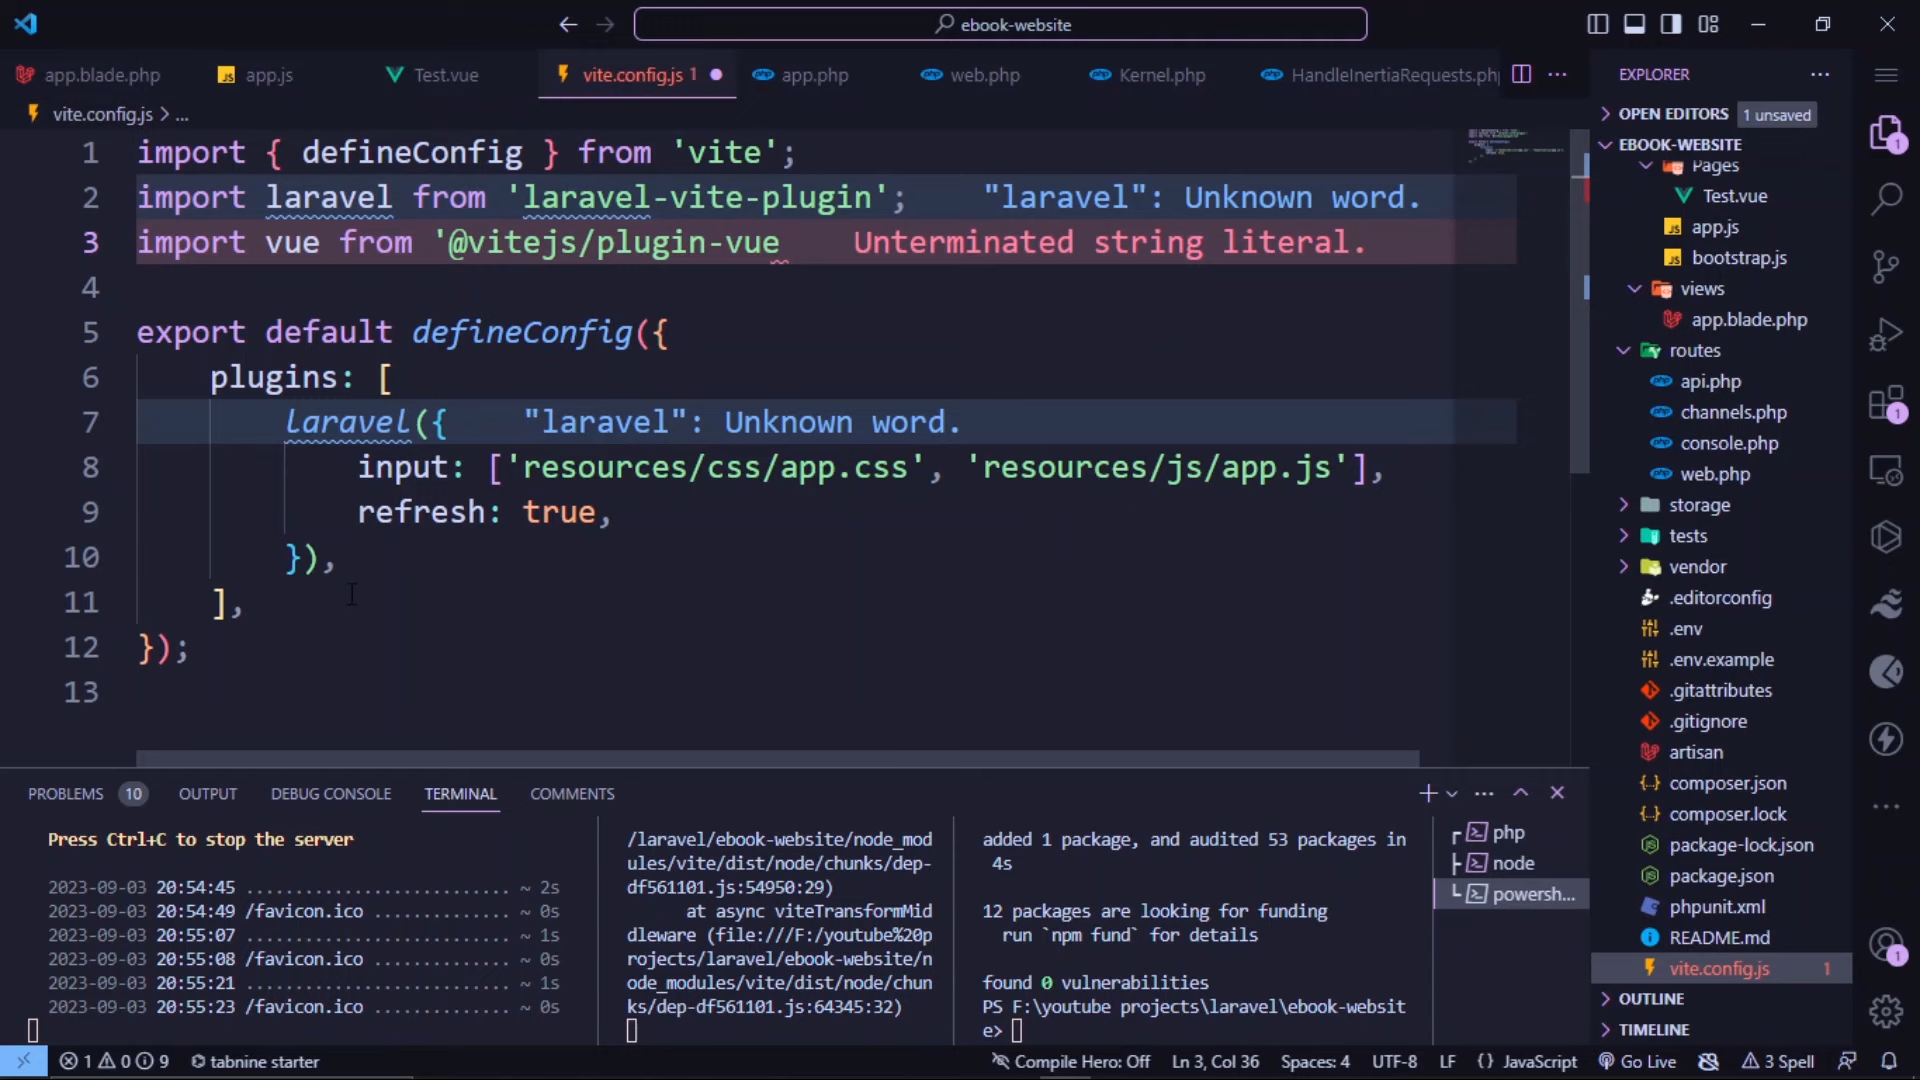 ebook-website
app.blade.php
app.js
Test.vue
vite.config.js 1
app.php
web.php
Kernel.php
HandleInertiaRequests.php
vite.config.js > ...
1 import { defineConfig } from 'vite';
2 import laravel from 'laravel-vite-plugin'; "laravel": Unknown word.
3 import vue from '@vitejs/plugin-vue Unterminated string literal.
4
5 export default defineConfig({
6 plugins: [
7 laravel({ "laravel": Unknown word.
8 input: ['resources/css/app.css', 'resources/js/app.js'],
9 refresh: true,
10 }),
11 ],
12 });
13
EXPLORER
OPEN EDITORS 1 unsaved
EBOOK-WEBSITE
Pages
Test.vue
app.js
bootstrap.js
views
app.blade.php
routes
api.php
channels.php
console.php
web.php
storage
tests
vendor
.editorconfig
.env
.env.example
.gitattributes
.gitignore
artisan
composer.json
composer.lock
package-lock.json
package.json
phpunit.xml
README.md
vite.config.js 1
OUTLINE
TIMELINE
1
1
1
PROBLEMS 10 OUTPUT DEBUG CONSOLE TERMINAL COMMENTS
Press Ctrl+C to stop the server
2023-09-03 20:54:45 ........................... ~ 2s
2023-09-03 20:54:49 /favicon.ico .............. ~ 0s
2023-09-03 20:55:07 ........................... ~ 1s
2023-09-03 20:55:08 /favicon.ico .............. ~ 0s
2023-09-03 20:55:21 ........................... ~ 1s
2023-09-03 20:55:23 /favicon.ico .............. ~ 0s
/laravel/ebook-website/node_mod
ules/vite/dist/node/chunks/dep-
df561101.js:54950:29)
at async viteTransformMid
dleware (file:///F:/youtube%20p
rojects/laravel/ebook-website/n
ode_modules/vite/dist/node/chun
ks/dep-df561101.js:64345:32)
added 1 package, and audited 53 packages in
4s
12 packages are looking for funding
run `npm fund` for details
found 0 vulnerabilities
PS F:\youtube projects\laravel\ebook-websit
e>
php
node
powersh...
1 0 9 tabnine starter
Compile Hero: Off Ln 3, Col 36 Spaces: 4 UTF-8 LF {} JavaScript Go Live 3 Spell